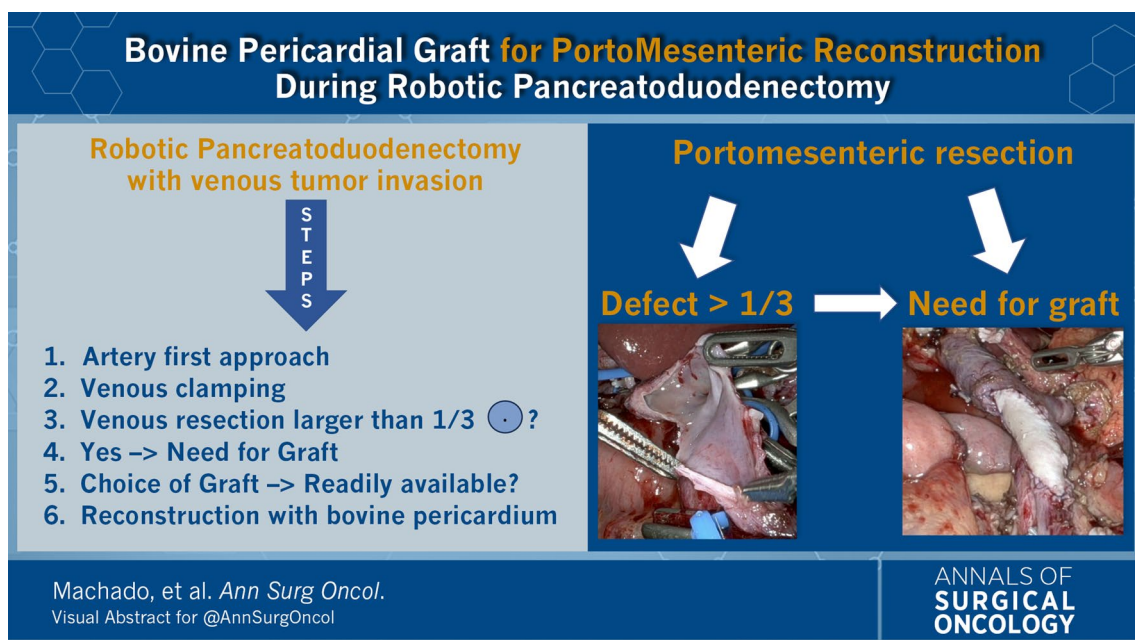 Bovine Pericardial Graft for PortoMesenteric Reconstruction
During Robotic Pancreatoduodenectomy
Robotic Pancreatoduodenectomy
with venous tumor invasion
STEPS
1. Artery first approach
2. Venous clamping
3. Venous resection larger than 1/3 ?
4. Yes –> Need for Graft
5. Choice of Graft –> Readily available?
6. Reconstruction with bovine pericardium
Portomesenteric resection
Defect > 1/3
Need for graft
Machado, et al. Ann Surg Oncol.
Visual Abstract for @AnnSurgOncol
ANNALS OF
SURGICAL
ONCOLOGY